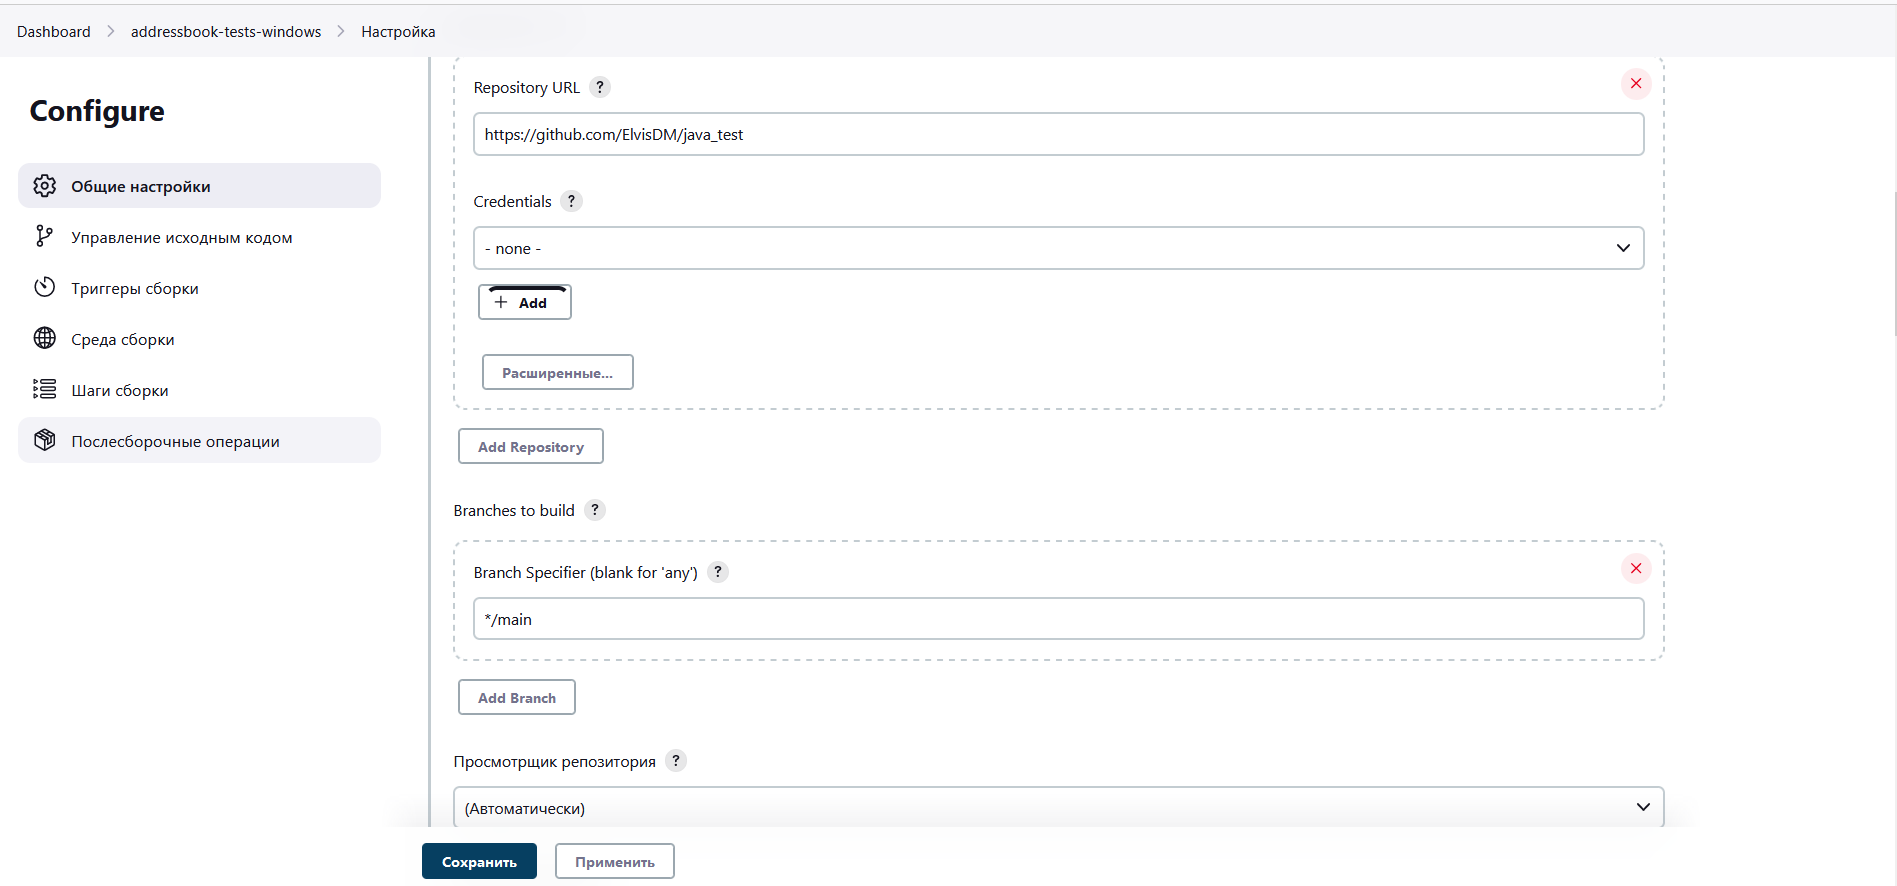 Dashboard addressbook-tests-windows Настройка
Configure
Общие настройки
Управление исходным кодом
Триггеры сборки
Среда сборки
Шаги сборки
Послесборочные операции
Repository URL ?
https://github.com/ElvisDM/java_test
Credentials ?
- none -
+ Add
Расширенные...
Add Repository
Branches to build ?
Branch Specifier (blank for 'any') ?
*/main
Add Branch
Просмотрщик репозитория ?
(Автоматически)
Сохранить Применить